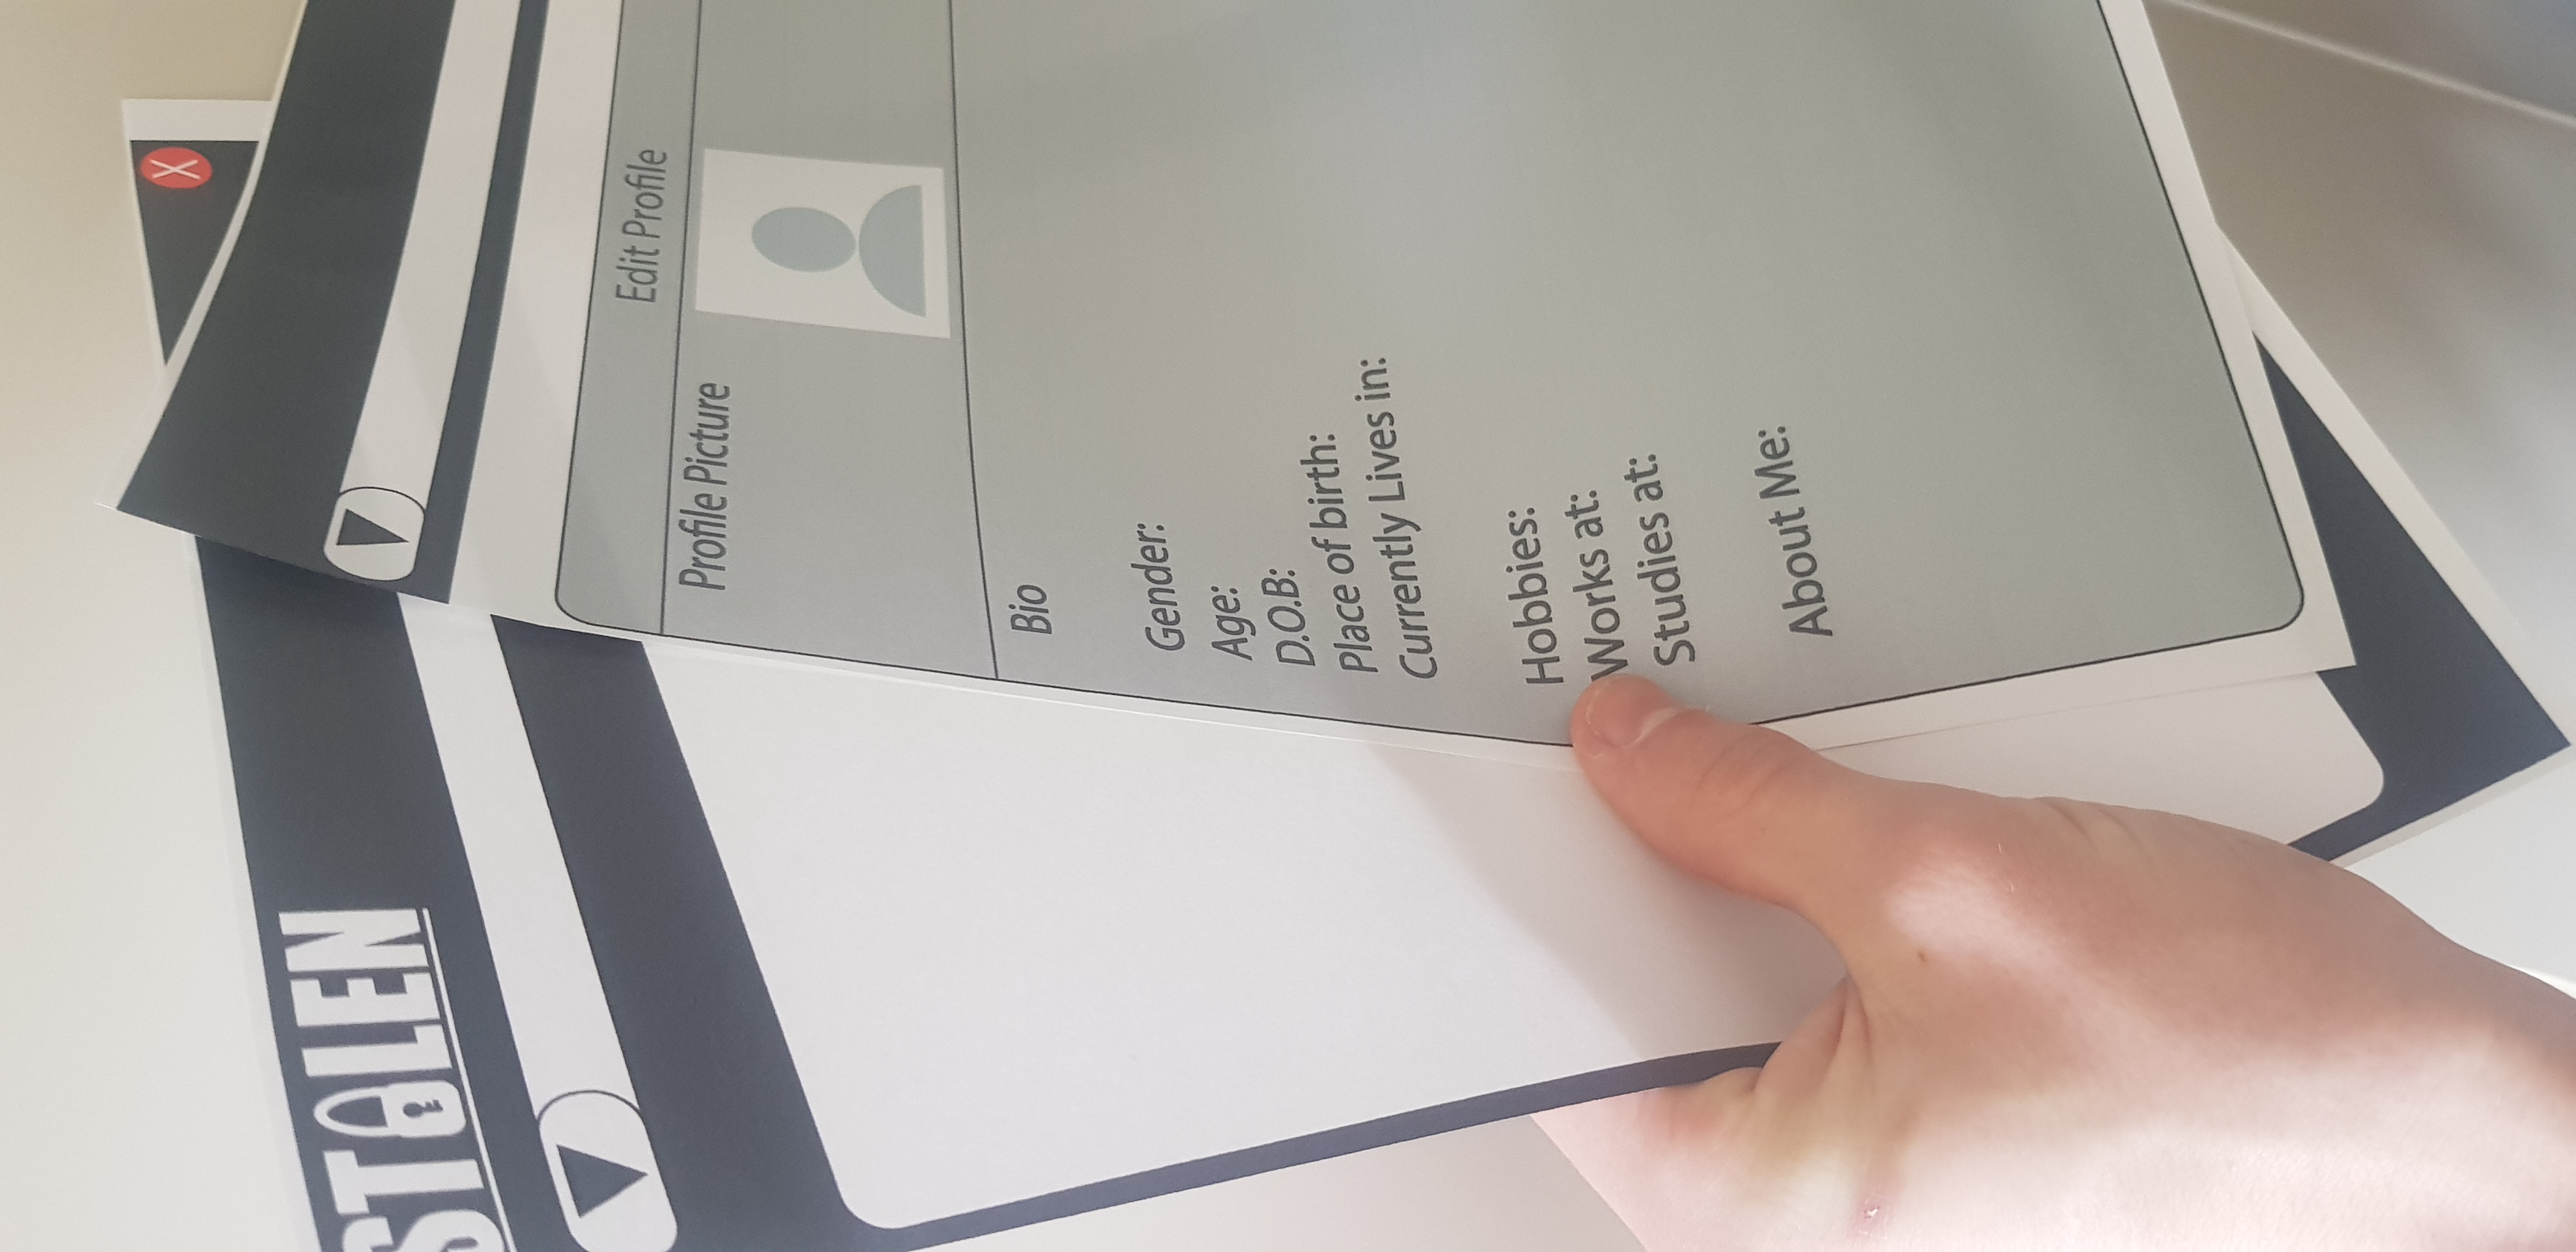 STOLEN
X
Edit Profile
Profile Picture
Bio
Gender:
Age:
D.O.B:
Place of birth:
Currently Lives in:
Hobbies:
Works at:
Studies at:
About Me: